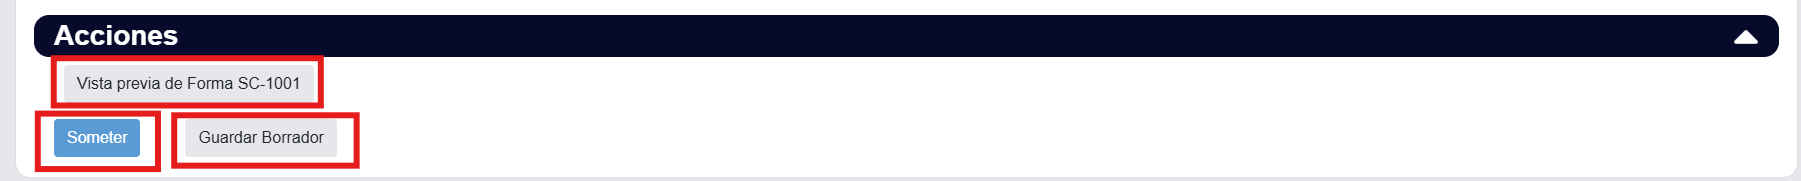 Acciones
Vista previa de Forma SC-1001
Someter
Guardar Borrador